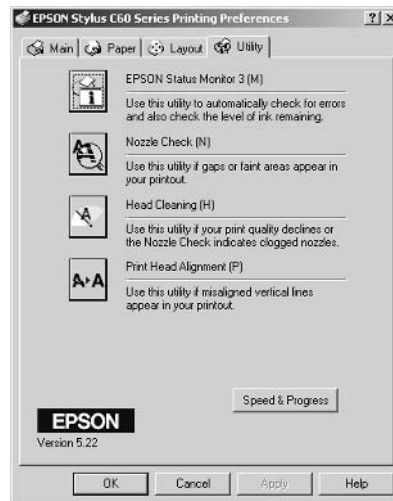 EPSON Stylus C60 Series Printing Preferences
Main Paper Layout Utility
EPSON Status Monitor 3 (M)
Use this utility to automatically check for errors
and also check the level of ink remaining.
Nozzle Check (N)
Use this utility if gaps or faint areas appear in
your printout.
Head Cleaning (H)
Use this utility if your print quality declines or
the Nozzle Check indicates clogged nozzles.
Print Head Alignment (P)
Use this utility if misaligned vertical lines
appear in your printout.
Speed & Progress
EPSON
Version 5.22
OK Cancel Apply Help